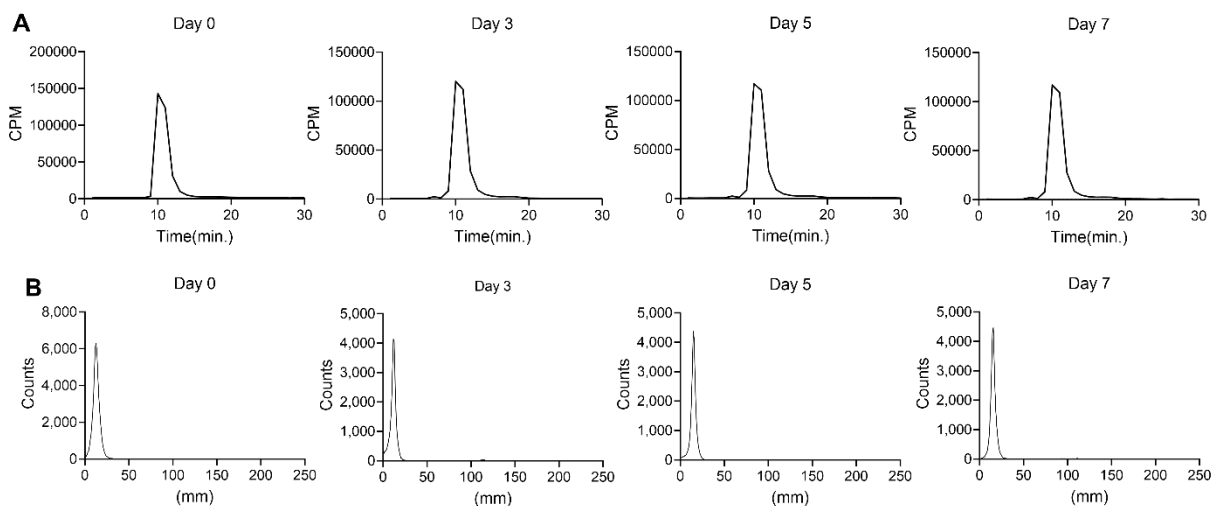 A
Day 0
200000
150000
100000
50000
0
CPM
0 10 20 30
Time(min.)
Day 3
150000
100000
50000
0
CPM
0 10 20 30
Time(min.)
Day 5
150000
100000
50000
0
CPM
0 10 20 30
Time(min.)
Day 7
150000
100000
50000
0
CPM
0 10 20 30
Time(min.)
B
Day 0
8,000
6,000
4,000
2,000
0
Counts
0 50 100 150 200 250
(mm)
Day 3
5,000
4,000
3,000
2,000
1,000
0
Counts
0 50 100 150 200 250
(mm)
Day 5
5,000
4,000
3,000
2,000
1,000
0
Counts
0 50 100 150 200 250
(mm)
Day 7
5,000
4,000
3,000
2,000
1,000
0
Counts
0 50 100 150 200 250
(mm)